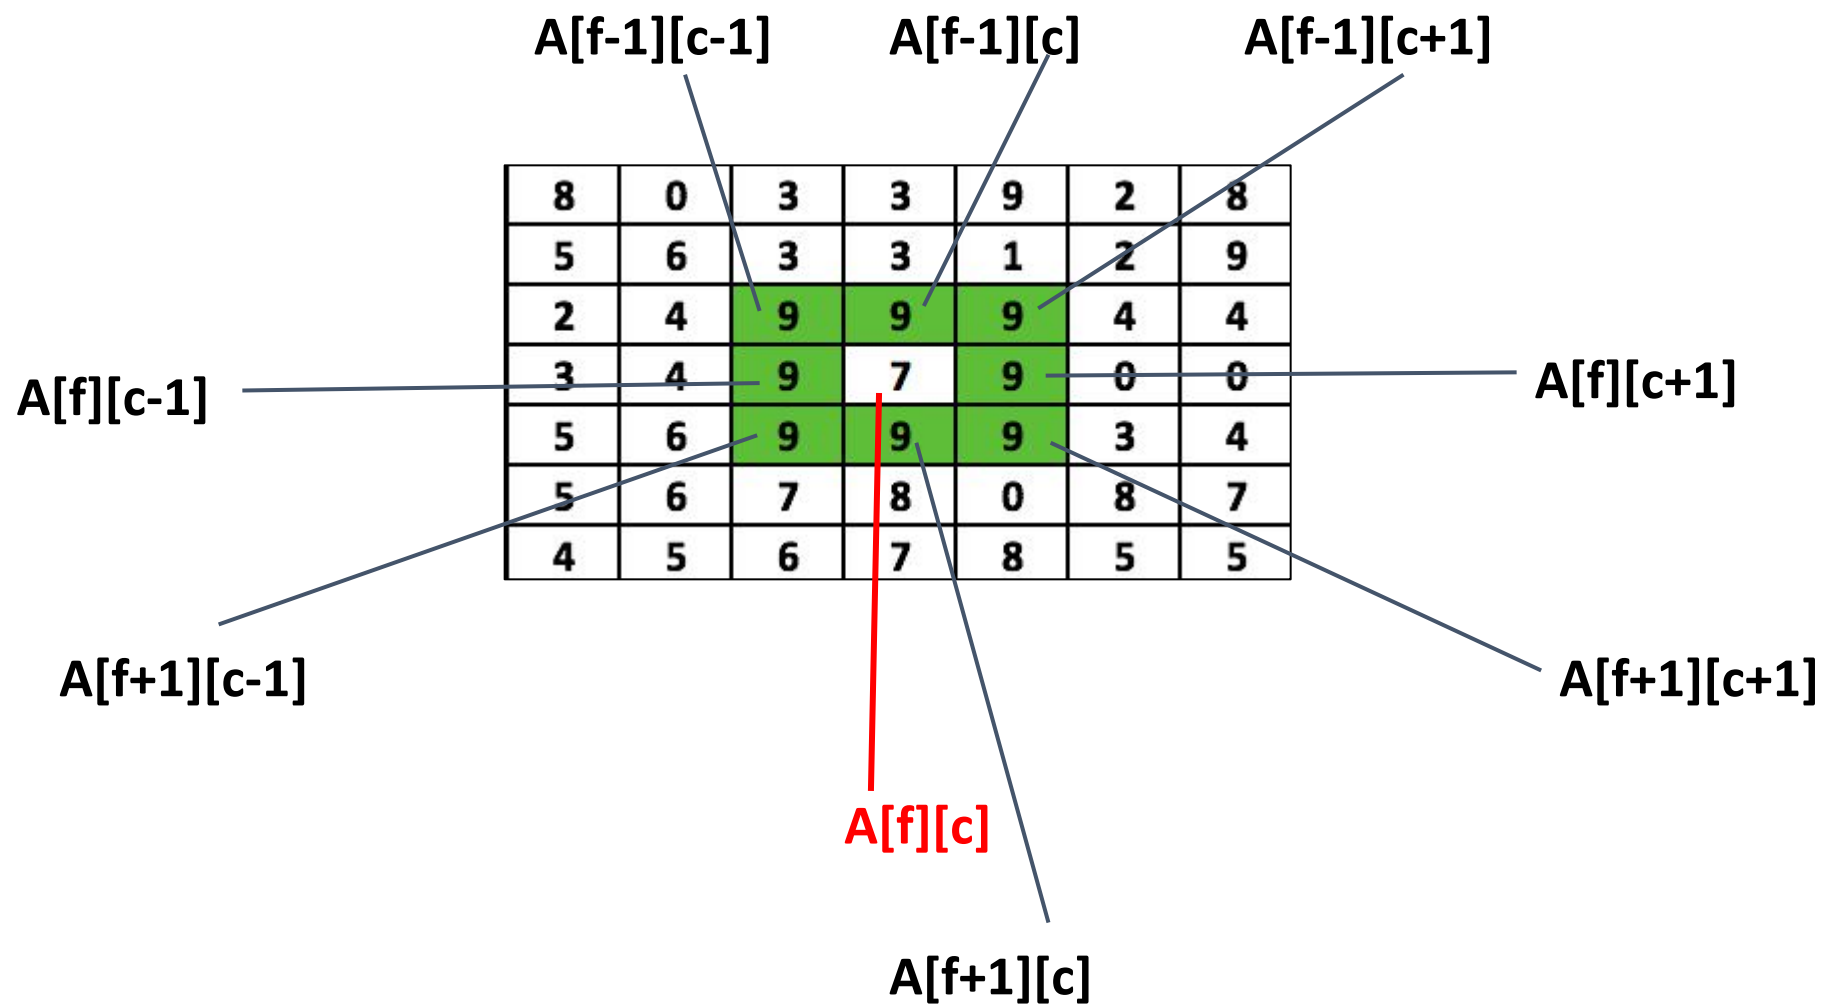 A[f-1][c-1] A[f-1][c] A[f-1][c+1]
8 0 3 3 9 2 8
5 6 3 3 1 2 9
2 4 9 9 9 4 4
3 4 9 7 9 0 0
A[f][c-1] A[f][c+1]
5 6 9 9 9 3 4
5 6 7 8 0 8 7
4 5 6 7 8 5 5
A[f+1][c-1] A[f+1][c+1]
A[f][c]
A[f+1][c]